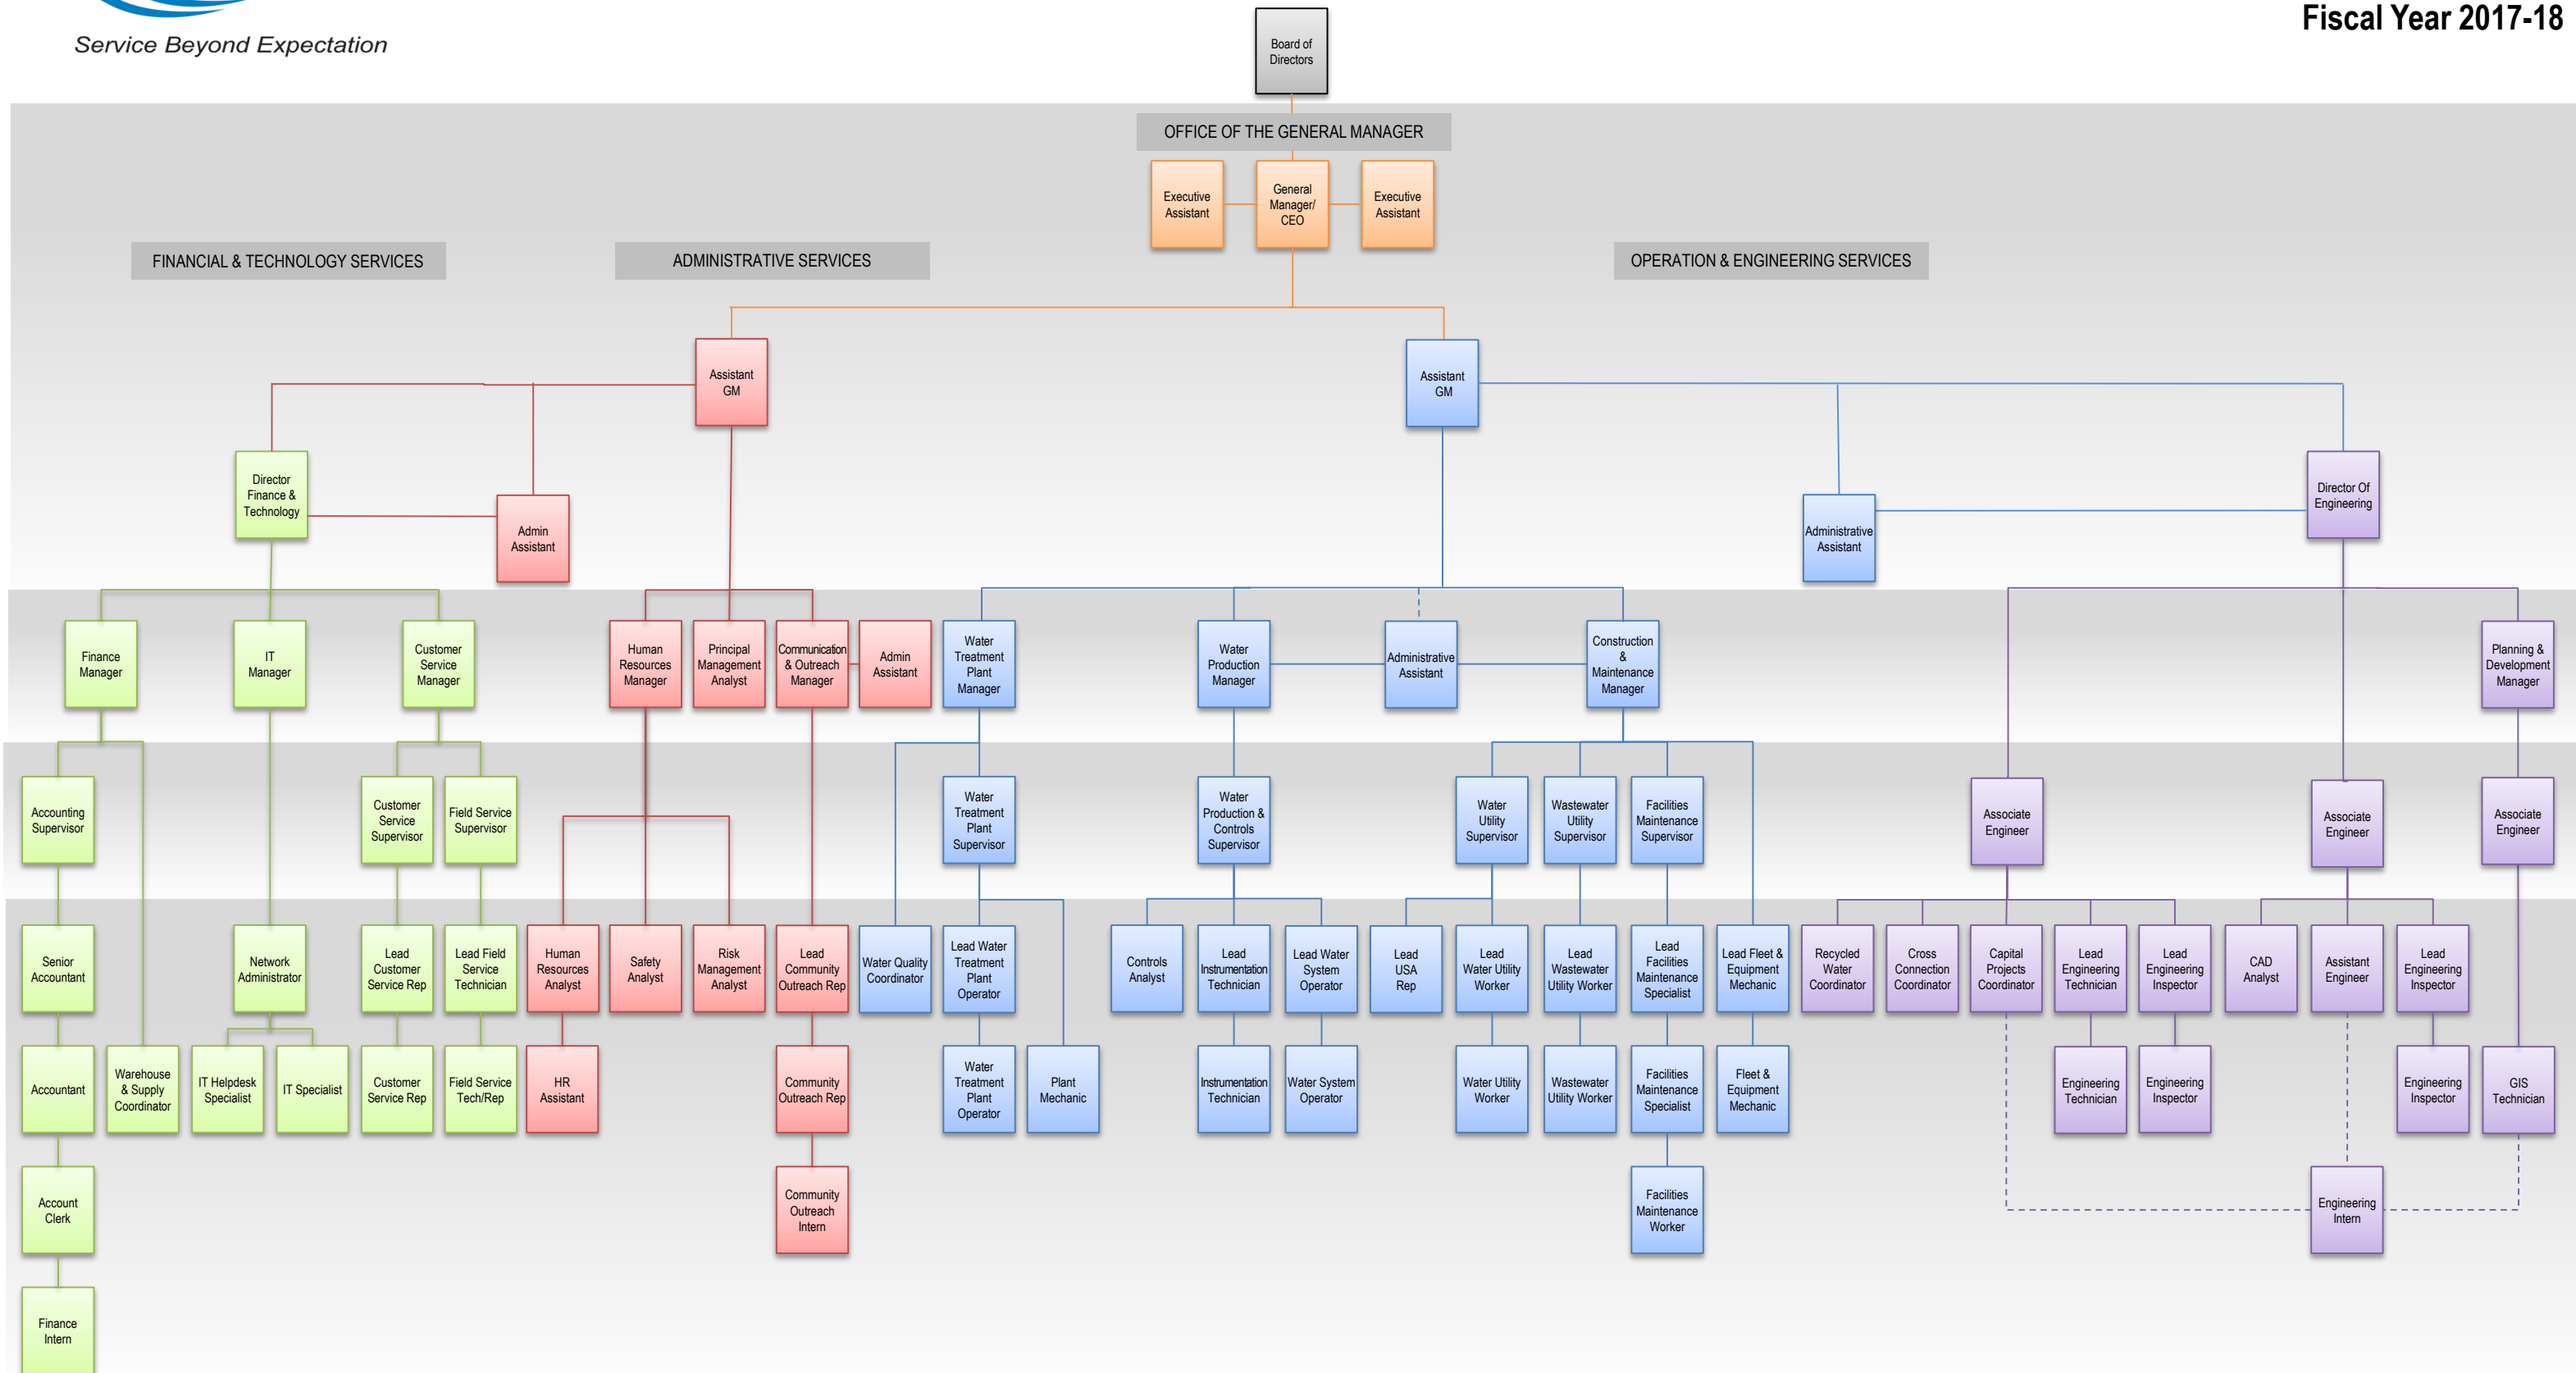 Fiscal Year 2017-18
Service Beyond Expectation
Board of
Directors
OFFICE OF THE GENERAL MANAGER
Executive
Assistant
General
Manager/
CEO
Executive
Assistant
FINANCIAL & TECHNOLOGY SERVICES
ADMINISTRATIVE SERVICES
OPERATION & ENGINEERING SERVICES
Assistant
GM
Assistant
GM
Director
Finance &
Technology
Admin
Assistant
Administrative
Assistant
Director Of
Engineering
Finance
Manager
IT
Manager
Customer
Service
Manager
Human
Resources
Manager
Principal
Management
Analyst
Communication
& Outreach
Manager
Admin
Assistant
Water
Treatment
Plant
Manager
Water
Production
Manager
Administrative
Assistant
Construction
&
Maintenance
Manager
Planning &
Development
Manager
Accounting
Supervisor
Customer
Service
Supervisor
Field Service
Supervisor
Water
Treatment
Plant
Supervisor
Water
Production &
Controls
Supervisor
Water
Utility
Supervisor
Wastewater
Utility
Supervisor
Facilities
Maintenance
Supervisor
Associate
Engineer
Associate
Engineer
Associate
Engineer
Senior
Accountant
Network
Administrator
Lead
Customer
Service Rep
Lead Field
Service
Technician
Human
Resources
Analyst
Safety
Analyst
Risk
Management
Analyst
Lead
Community
Outreach Rep
Water Quality
Coordinator
Lead Water
Treatment
Plant
Operator
Controls
Analyst
Lead
Instrumentation
Technician
Lead Water
System
Operator
Lead
USA
Rep
Lead
Water Utility
Worker
Lead
Wastewater
Utility Worker
Lead
Facilities
Maintenance
Specialist
Lead Fleet &
Equipment
Mechanic
Recycled
Water
Coordinator
Cross
Connection
Coordinator
Capital
Projects
Coordinator
Lead
Engineering
Technician
Lead
Engineering
Inspector
CAD
Analyst
Assistant
Engineer
Lead
Engineering
Inspector
Accountant
Warehouse
& Supply
Coordinator
IT Helpdesk
Specialist
IT Specialist
Customer
Service Rep
Field Service
Tech/Rep
HR
Assistant
Community
Outreach Rep
Water
Treatment
Plant
Operator
Plant
Mechanic
Instrumentation
Technician
Water System
Operator
Water Utility
Worker
Wastewater
Utility Worker
Facilities
Maintenance
Specialist
Fleet &
Equipment
Mechanic
Engineering
Technician
Engineering
Inspector
Engineering
Inspector
GIS
Technician
Account
Clerk
Community
Outreach
Intern
Facilities
Maintenance
Worker
Engineering
Intern
Finance
Intern